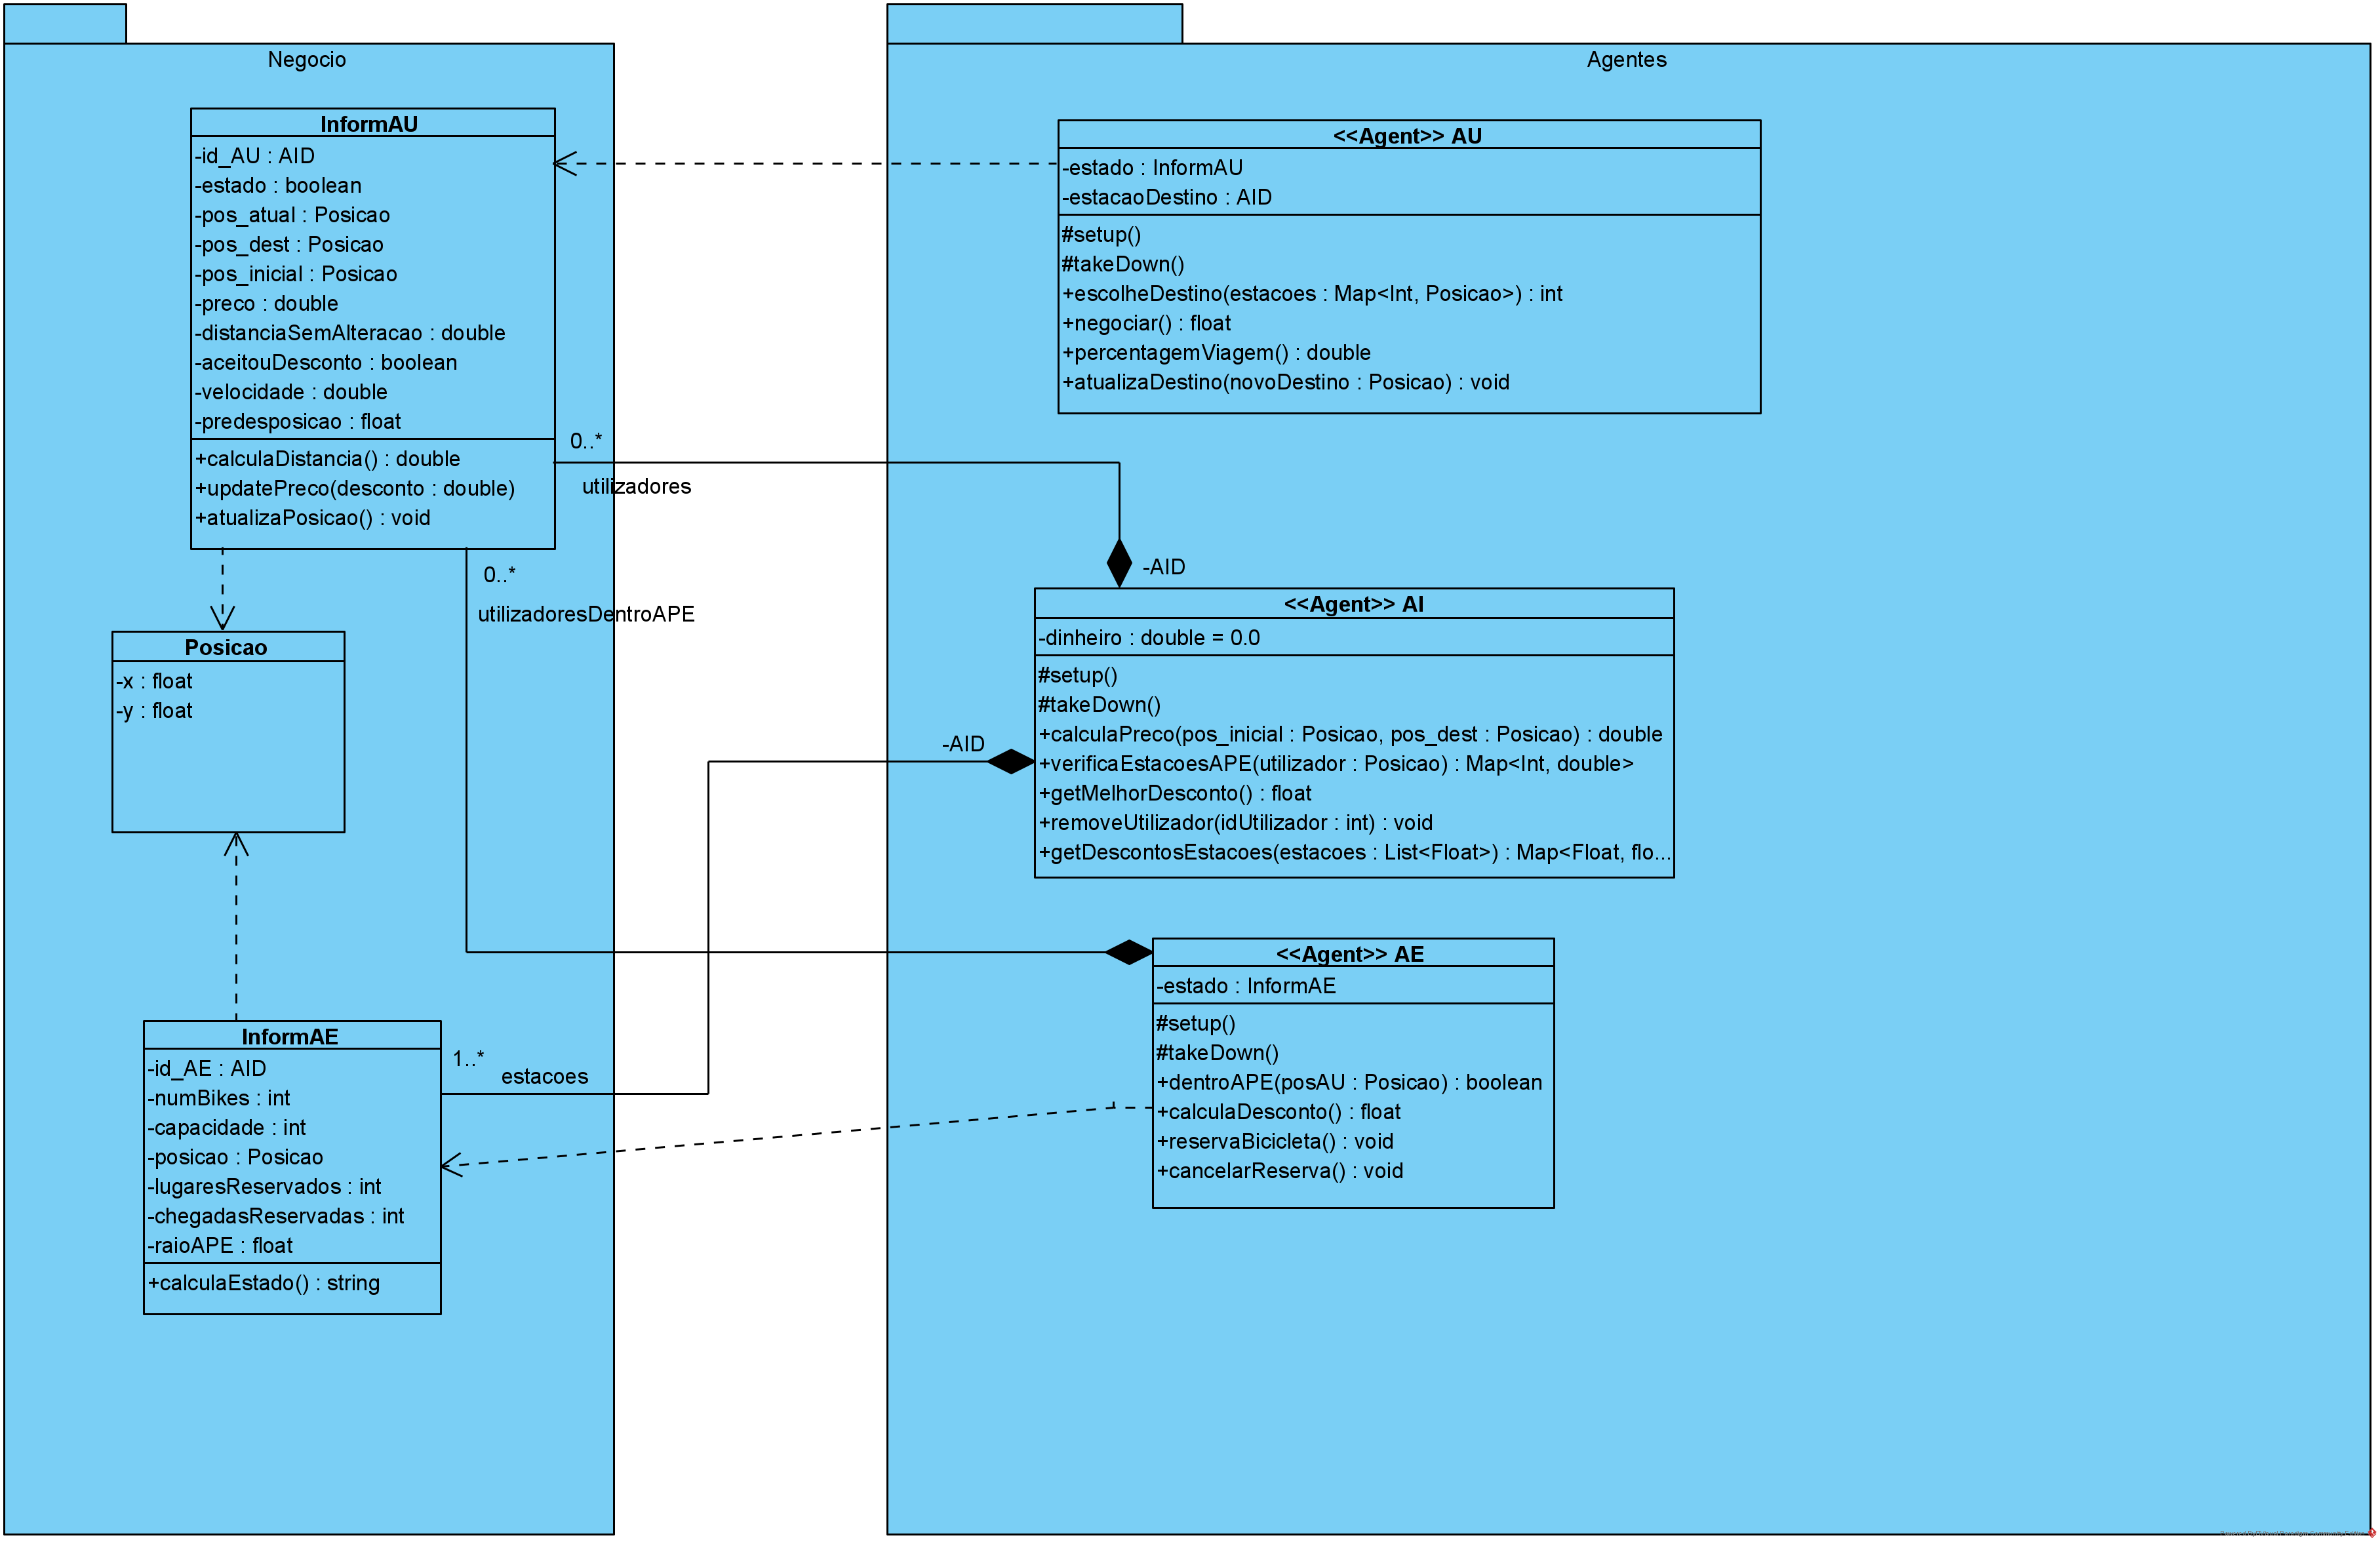 Negocio
InformAU
-id_AU : AID
-estado : boolean
-pos_atual : Posicao
-pos_dest : Posicao
-pos_inicial : Posicao
-preco : double
-distanciaSemAlteracao : double
-aceitouDesconto : boolean
-velocidade : double
-predesposicao : float
+calculaDistancia() : double
+updatePreco(desconto : double)
+atualizaPosicao() : void
0..*
utilizadores
0..*
utilizadoresDentroAPE
Posicao
-x : float
-y : float
InformAE
-id_AE : AID
-numBikes : int
-capacidade : int
-posicao : Posicao
-lugaresReservados : int
-chegadasReservadas : int
-raioAPE : float
+calculaEstado() : string
1..*
estacoes
Agentes
<<Agent>> AU
-estado : InformAU
-estacaoDestino : AID
#setup()
#takeDown()
+escolheDestino(estacoes : Map<Int, Posicao>) : int
+negociar() : float
+percentagemViagem() : double
+atualizaDestino(novoDestino : Posicao) : void
-AID
<<Agent>> AI
-dinheiro : double = 0.0
#setup()
#takeDown()
+calculaPreco(pos_inicial : Posicao, pos_dest : Posicao) : double
+verificaEstacoesAPE(utilizador : Posicao) : Map<Int, double>
+getMelhorDesconto() : float
+removeUtilizador(idUtilizador : int) : void
+getDescontosEstacoes(estacoes : List<Float>) : Map<Float, flo...
-AID
<<Agent>> AE
-estado : InformAE
#setup()
#takeDown()
+dentroAPE(posAU : Posicao) : boolean
+calculaDesconto() : float
+reservaBicicleta() : void
+cancelarReserva() : void